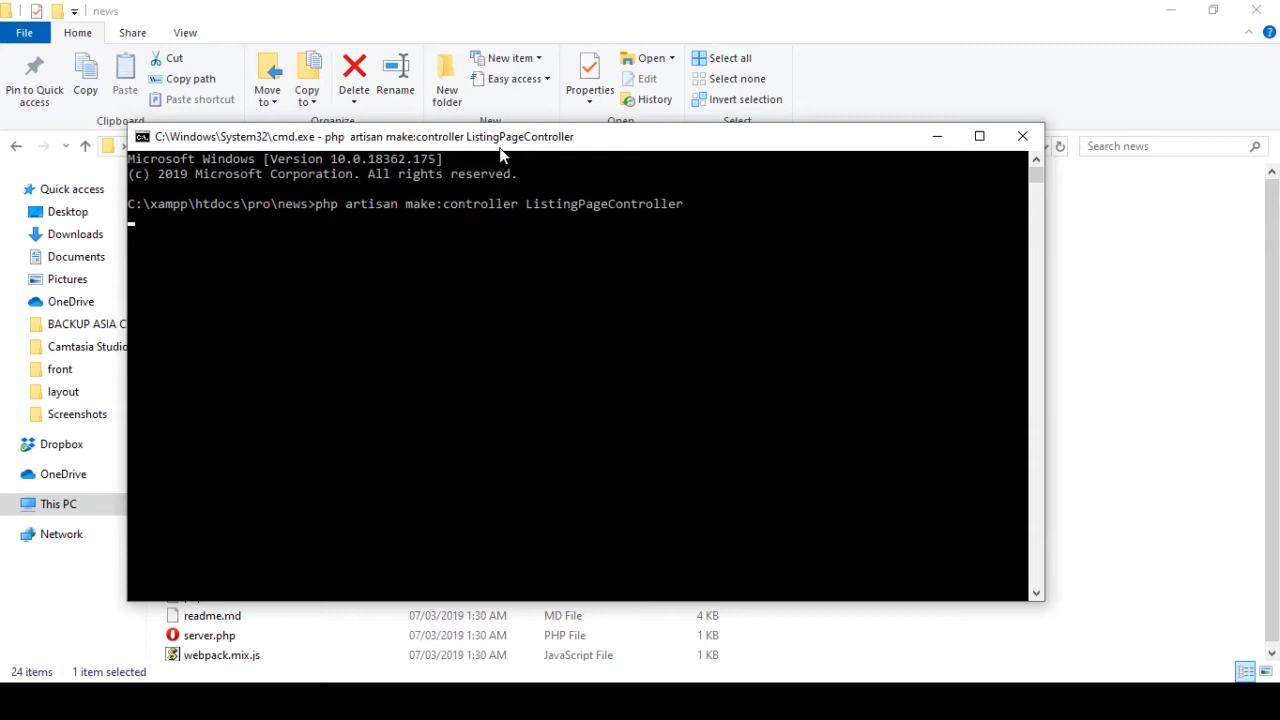 news
File
Home
Share
View
Pin to Quick access
Copy
Paste
Cut
Copy path
Paste shortcut
Clipboard
Move to
Copy to
Delete
Rename
Organize
New folder
New item
Easy access
New
Properties
Open
Edit
History
Open
Select all
Select none
Invert selection
Select
C:\Windows\System32\cmd.exe - php  artisan make:controller ListingPageController
Search news
Microsoft Windows [Version 10.0.18362.175]
(c) 2019 Microsoft Corporation. All rights reserved.
C:\xampp\htdocs\pro\news>php artisan make:controller ListingPageController
Quick access
Desktop
Downloads
Documents
Pictures
OneDrive
BACKUP ASIA C
Camtasia Studio
front
layout
Screenshots
Dropbox
OneDrive
This PC
Network
readme.md 07/03/2019 1:30 AM MD File 4 KB
server.php 07/03/2019 1:30 AM PHP File 1 KB
webpack.mix.js 07/03/2019 1:30 AM JavaScript File 1 KB
24 items 1 item selected